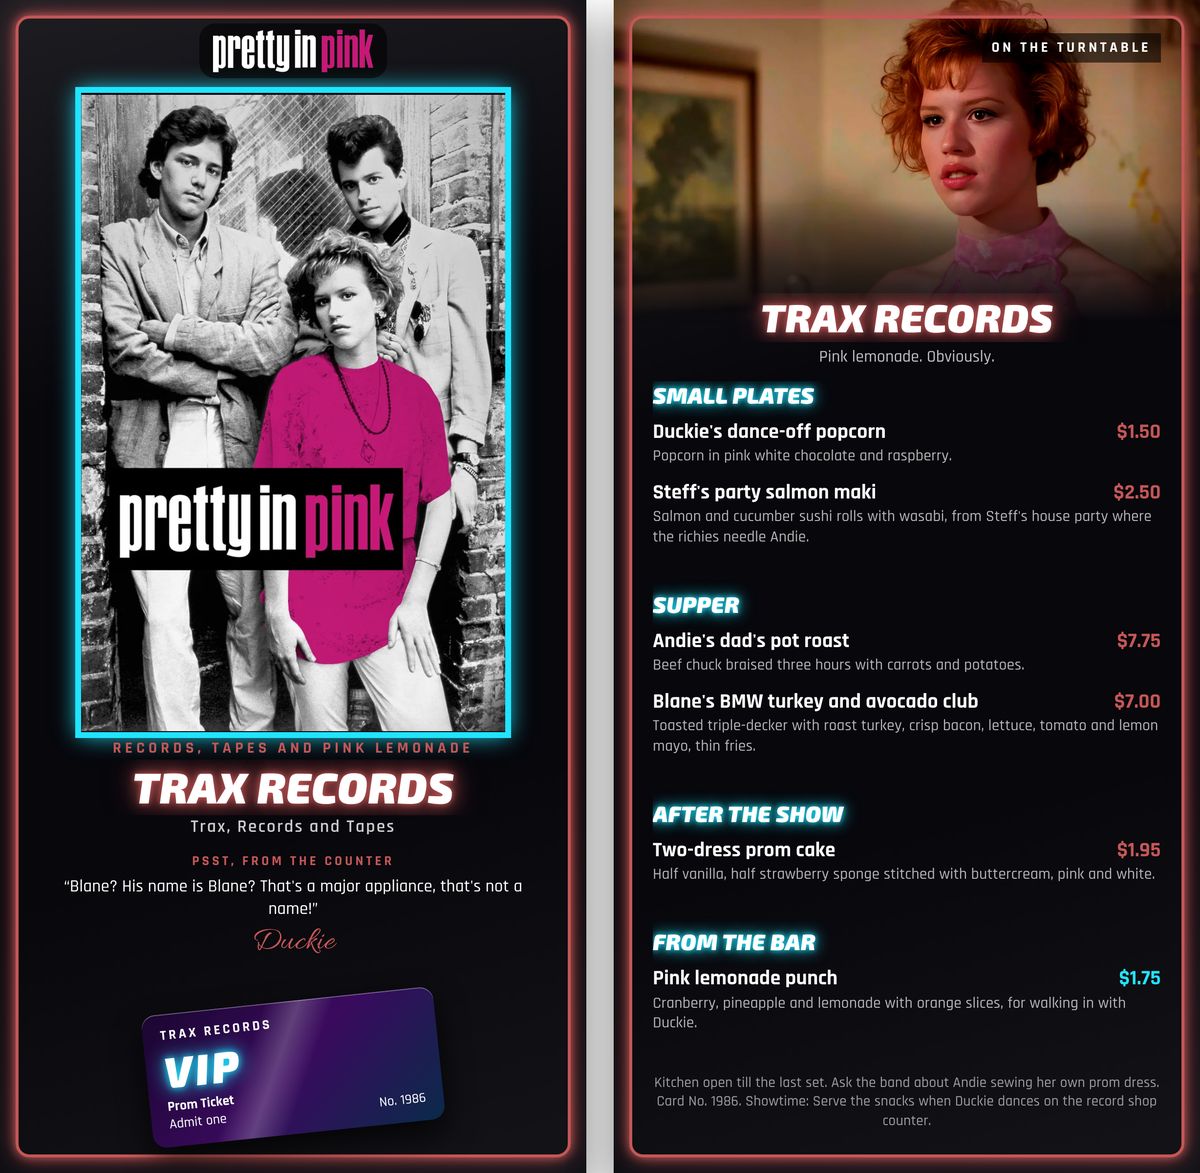 pretty in pink
pretty in pink
RECORDS, TAPES AND PINK LEMONADE
TRAX RECORDS
Trax, Records and Tapes
PSST, FROM THE COUNTER
“Blane? His name is Blane? That's a major appliance, that's not a
name!”
Duckie
TRAX RECORDS
VIP
Prom Ticket
Admit one
No. 1986
ON THE TURNTABLE
TRAX RECORDS
Pink lemonade. Obviously.
SMALL PLATES
Duckie's dance-off popcorn $1.50
Popcorn in pink white chocolate and raspberry.
Steff's party salmon maki $2.50
Salmon and cucumber sushi rolls with wasabi, from Steff's house party where
the richies needle Andie.
SUPPER
Andie's dad's pot roast $7.75
Beef chuck braised three hours with carrots and potatoes.
Blane's BMW turkey and avocado club $7.00
Toasted triple-decker with roast turkey, crisp bacon, lettuce, tomato and lemon
mayo, thin fries.
AFTER THE SHOW
Two-dress prom cake $1.95
Half vanilla, half strawberry sponge stitched with buttercream, pink and white.
FROM THE BAR
Pink lemonade punch $1.75
Cranberry, pineapple and lemonade with orange slices, for walking in with
Duckie.
Kitchen open till the last set. Ask the band about Andie sewing her own prom dress.
Card No. 1986. Showtime: Serve the snacks when Duckie dances on the record shop
counter.